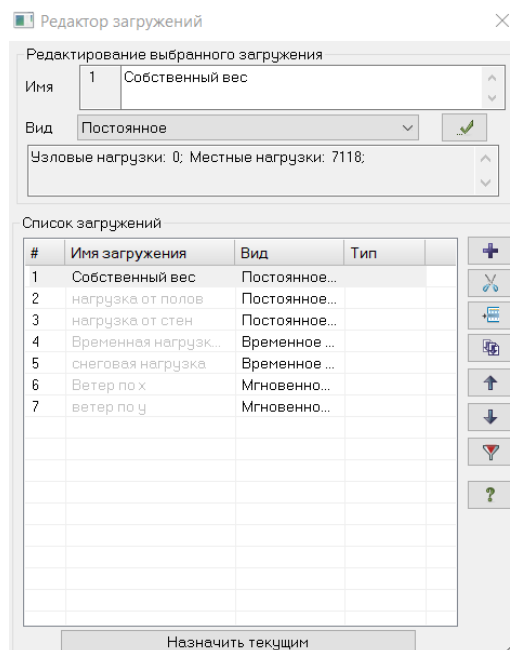 Редактор загружений
Редактирование выбранного загружения
Имя 1 Собственный вес
Вид Постоянное
Узловые нагрузки: 0; Местные нагрузки: 7118;
Список загружений
# Имя загружения Вид Тип
1 Собственный вес Постоянное...
2 нагрузка от полов Постоянное...
3 нагрузка от стен Постоянное...
4 Временная нагрузк... Временное ...
5 снеговая нагрузка Временное ...
6 Ветер по x Мгновенно...
7 ветер по y Мгновенно...
?
Назначить текущим